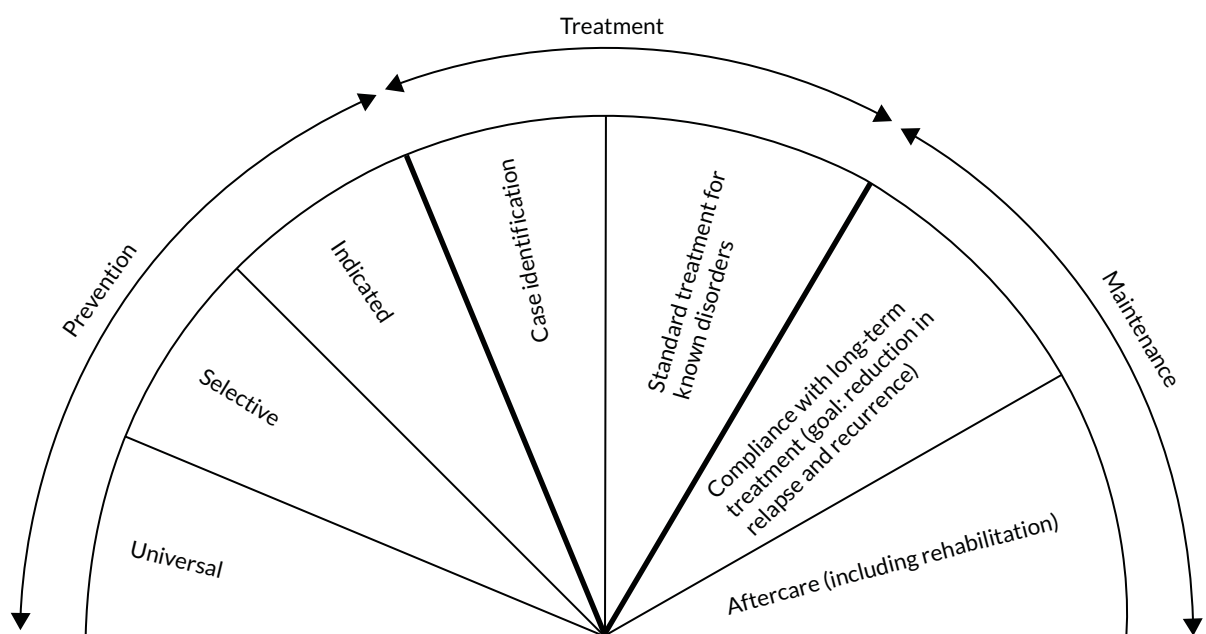 Treatment
Prevention
Maintenance
Universal
Selective
Indicated
Case identification
Standard treatment for
known disorders
Compliance with long-term
treatment (goal: reduction in
relapse and recurrence)
Aftercare (including rehabilitation)